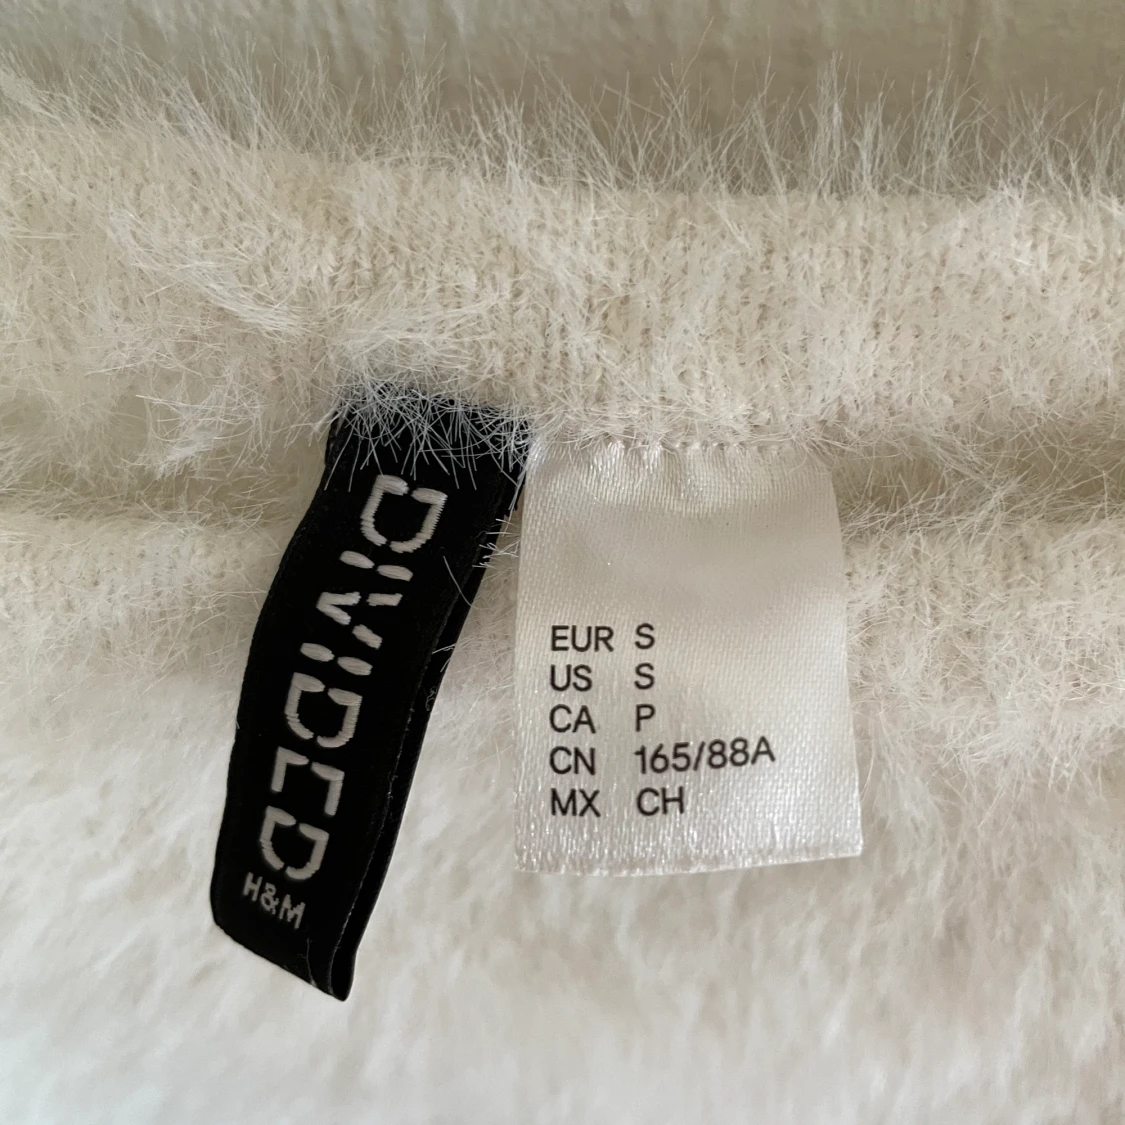 DIVIDED
H&M
EUR S
US S
CA P
CN 165/88A
MX CH